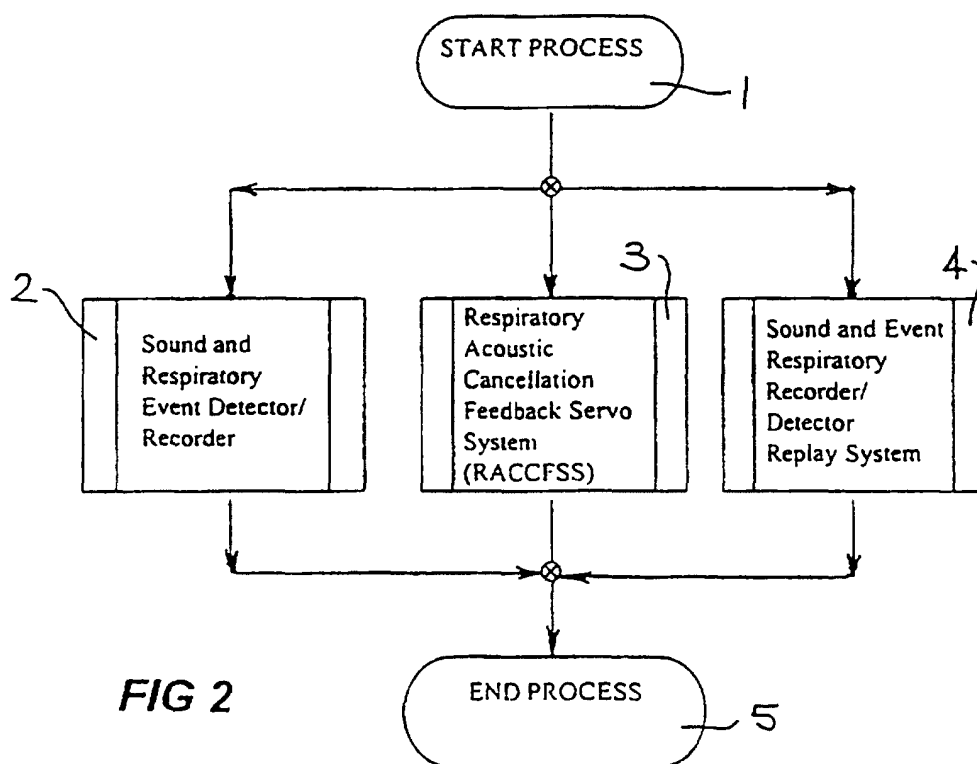 START PROCESS
1
2
Sound and
Respiratory
Event Detector/
Recorder
3
Respiratory
Acoustic
Cancellation
Feedback Servo
System
(RACCFSS)
4
Sound and Event
Respiratory
Recorder/
Detector
Replay System
END PROCESS
5
FIG 2